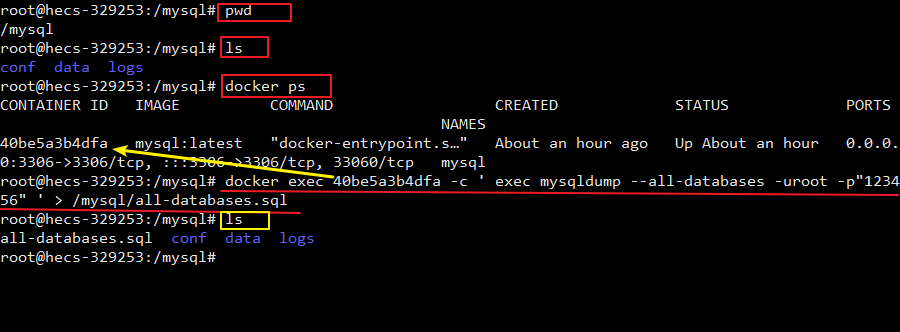 root@hecs-329253:/mysql# pwd
/mysql
root@hecs-329253:/mysql# ls
conf  data  logs
root@hecs-329253:/mysql# docker ps
CONTAINER ID   IMAGE          COMMAND                  CREATED             STATUS             PORTS
NAMES
40be5a3b4dfa   mysql:latest   "docker-entrypoint.s…"   About an hour ago   Up About an hour   0.0.0.
0:3306->3306/tcp, :::3306->3306/tcp, 33060/tcp   mysql
root@hecs-329253:/mysql# docker exec 40be5a3b4dfa -c ' exec mysqldump --all-databases -uroot -p"1234
56" ' > /mysql/all-databases.sql
root@hecs-329253:/mysql# ls
all-databases.sql  conf  data  logs
root@hecs-329253:/mysql#